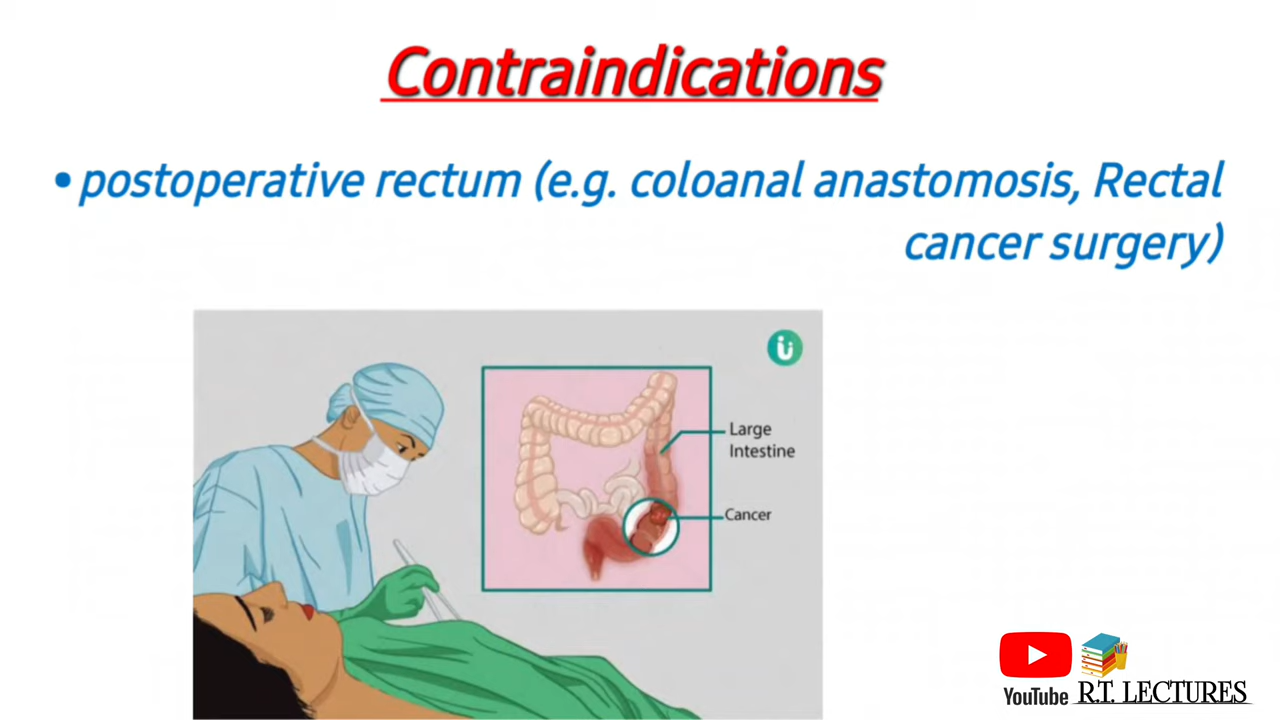 Contraindications
• postoperative rectum (e.g. coloanal anastomosis, Rectal
cancer surgery)
Large
Intestine
Cancer
YouTube R.T. LECTURES